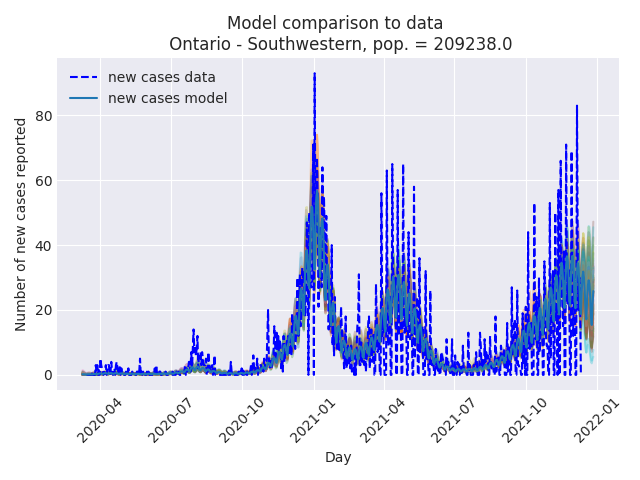 Model comparison to data
Ontario - Southwestern, pop. = 209238.0
new cases data
new cases model
Number of new cases reported
80
60
40
20
0
2020-04
2020-07
2020-10
2021-01
2021-04
2021-07
2021-10
2022-01
Day